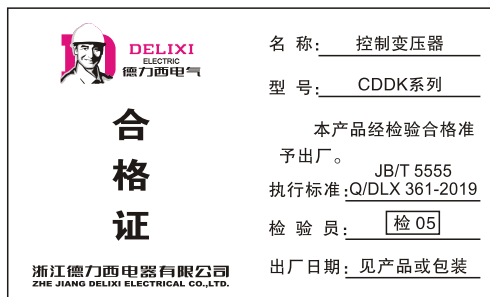 DELIXI
ELECTRIC
德力西电气
合
格
证
浙江德力西电器有限公司
ZHE JIANG DELIXI ELECTRICAL CO.,LTD.
名 称: 控制变压器
型 号: CDDK系列
本产品经检验合格准
予出厂。
JB/T 5555
执行标准:Q/DLX 361-2019
检 验 员: 检 05
出厂日期: 见产品或包装